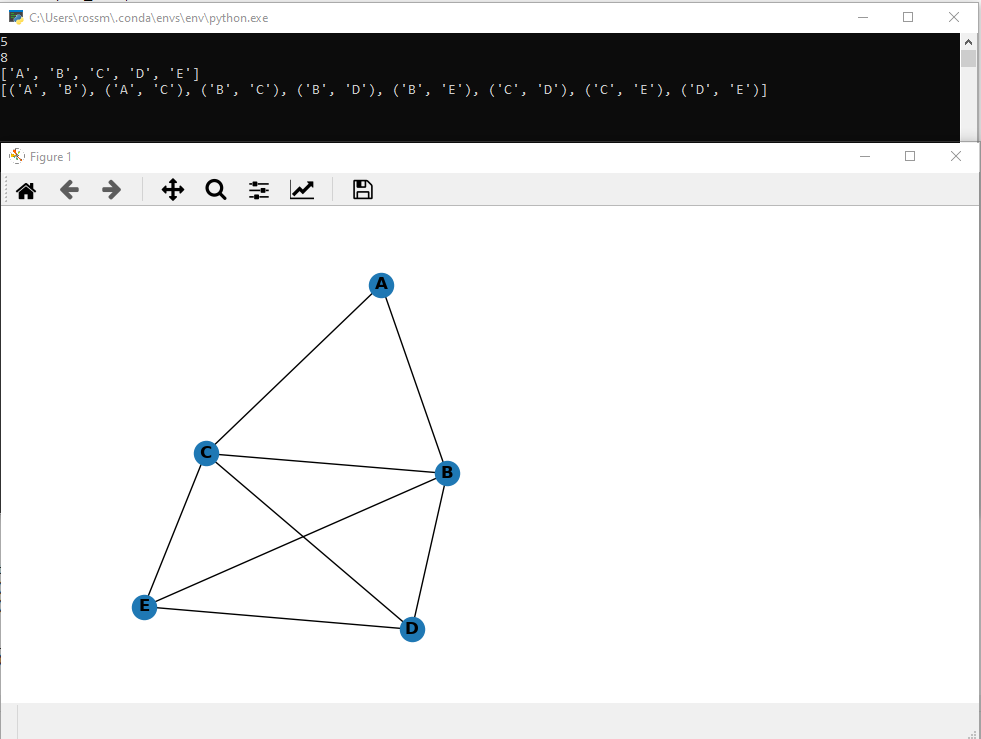 C:\Users\rossm\.conda\envs\env\python.exe
5
8
['A', 'B', 'C', 'D', 'E']
[('A', 'B'), ('A', 'C'), ('B', 'C'), ('B', 'D'), ('B', 'E'), ('C', 'D'), ('C', 'E'), ('D', 'E')]
Figure 1
A
C
B
E
D